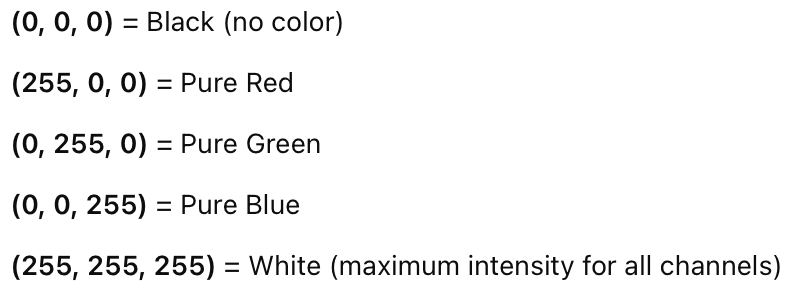 (0, 0, 0) = Black (no color)
(255, 0, 0) = Pure Red
(0, 255, 0) = Pure Green
(0, 0, 255) = Pure Blue
(255, 255, 255) = White (maximum intensity for all channels)